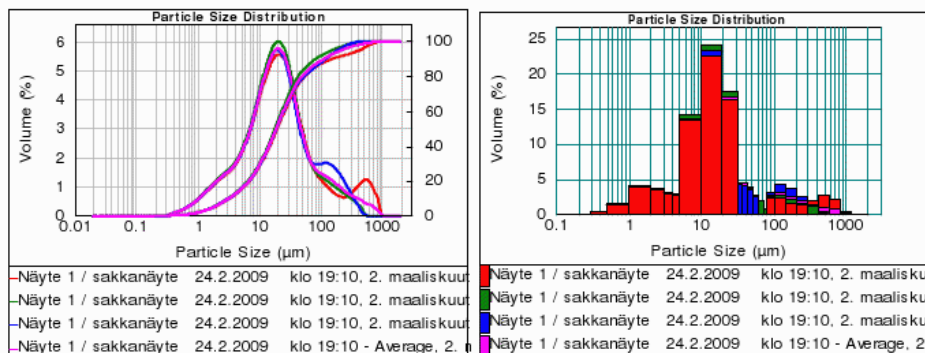 Particle Size Distribution
Volume (%)
6
5
4
3
2
1
0
100
80
60
40
20
0
0.01
0.1
1
10
100
1000
Particle Size (µm)
Näyte 1 / sakkanäyte 24.2.2009 klo 19:10, 2. maaliskuut
Näyte 1 / sakkanäyte 24.2.2009 klo 19:10, 2. maaliskuut
Näyte 1 / sakkanäyte 24.2.2009 klo 19:10, 2. maaliskuut
Näyte 1 / sakkanäyte 24.2.2009 klo 19:10 - Average, 2. m
Particle Size Distribution
Volume (%)
25
20
15
10
5
0
0.1
1
10
100
1000
Particle Size (µm)
Näyte 1 / sakkanäyte 24.2.2009 klo 19:10, 2. maalisku
Näyte 1 / sakkanäyte 24.2.2009 klo 19:10, 2. maalisku
Näyte 1 / sakkanäyte 24.2.2009 klo 19:10, 2. maalisku
Näyte 1 / sakkanäyte 24.2.2009 klo 19:10 - Average, 2